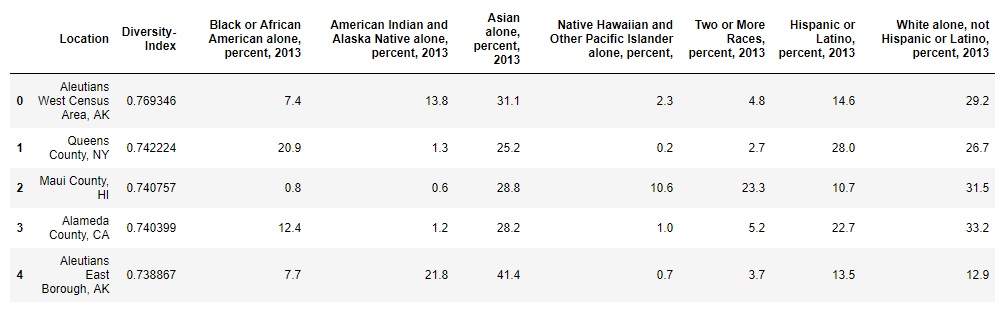 Location Diversity-Index Black or African American alone, percent, 2013 American Indian and Alaska Native alone, percent, 2013 Asian alone, percent, 2013 Native Hawaiian and Other Pacific Islander alone, percent, Two or More Races, percent, 2013 Hispanic or Latino, percent, 2013 White alone, not Hispanic or Latino, percent, 2013
0 Aleutians West Census Area, AK 0.769346 7.4 13.8 31.1 2.3 4.8 14.6 29.2
1 Queens County, NY 0.742224 20.9 1.3 25.2 0.2 2.7 28.0 26.7
2 Maui County, HI 0.740757 0.8 0.6 28.8 10.6 23.3 10.7 31.5
3 Alameda County, CA 0.740399 12.4 1.2 28.2 1.0 5.2 22.7 33.2
4 Aleutians East Borough, AK 0.738867 7.7 21.8 41.4 0.7 3.7 13.5 12.9